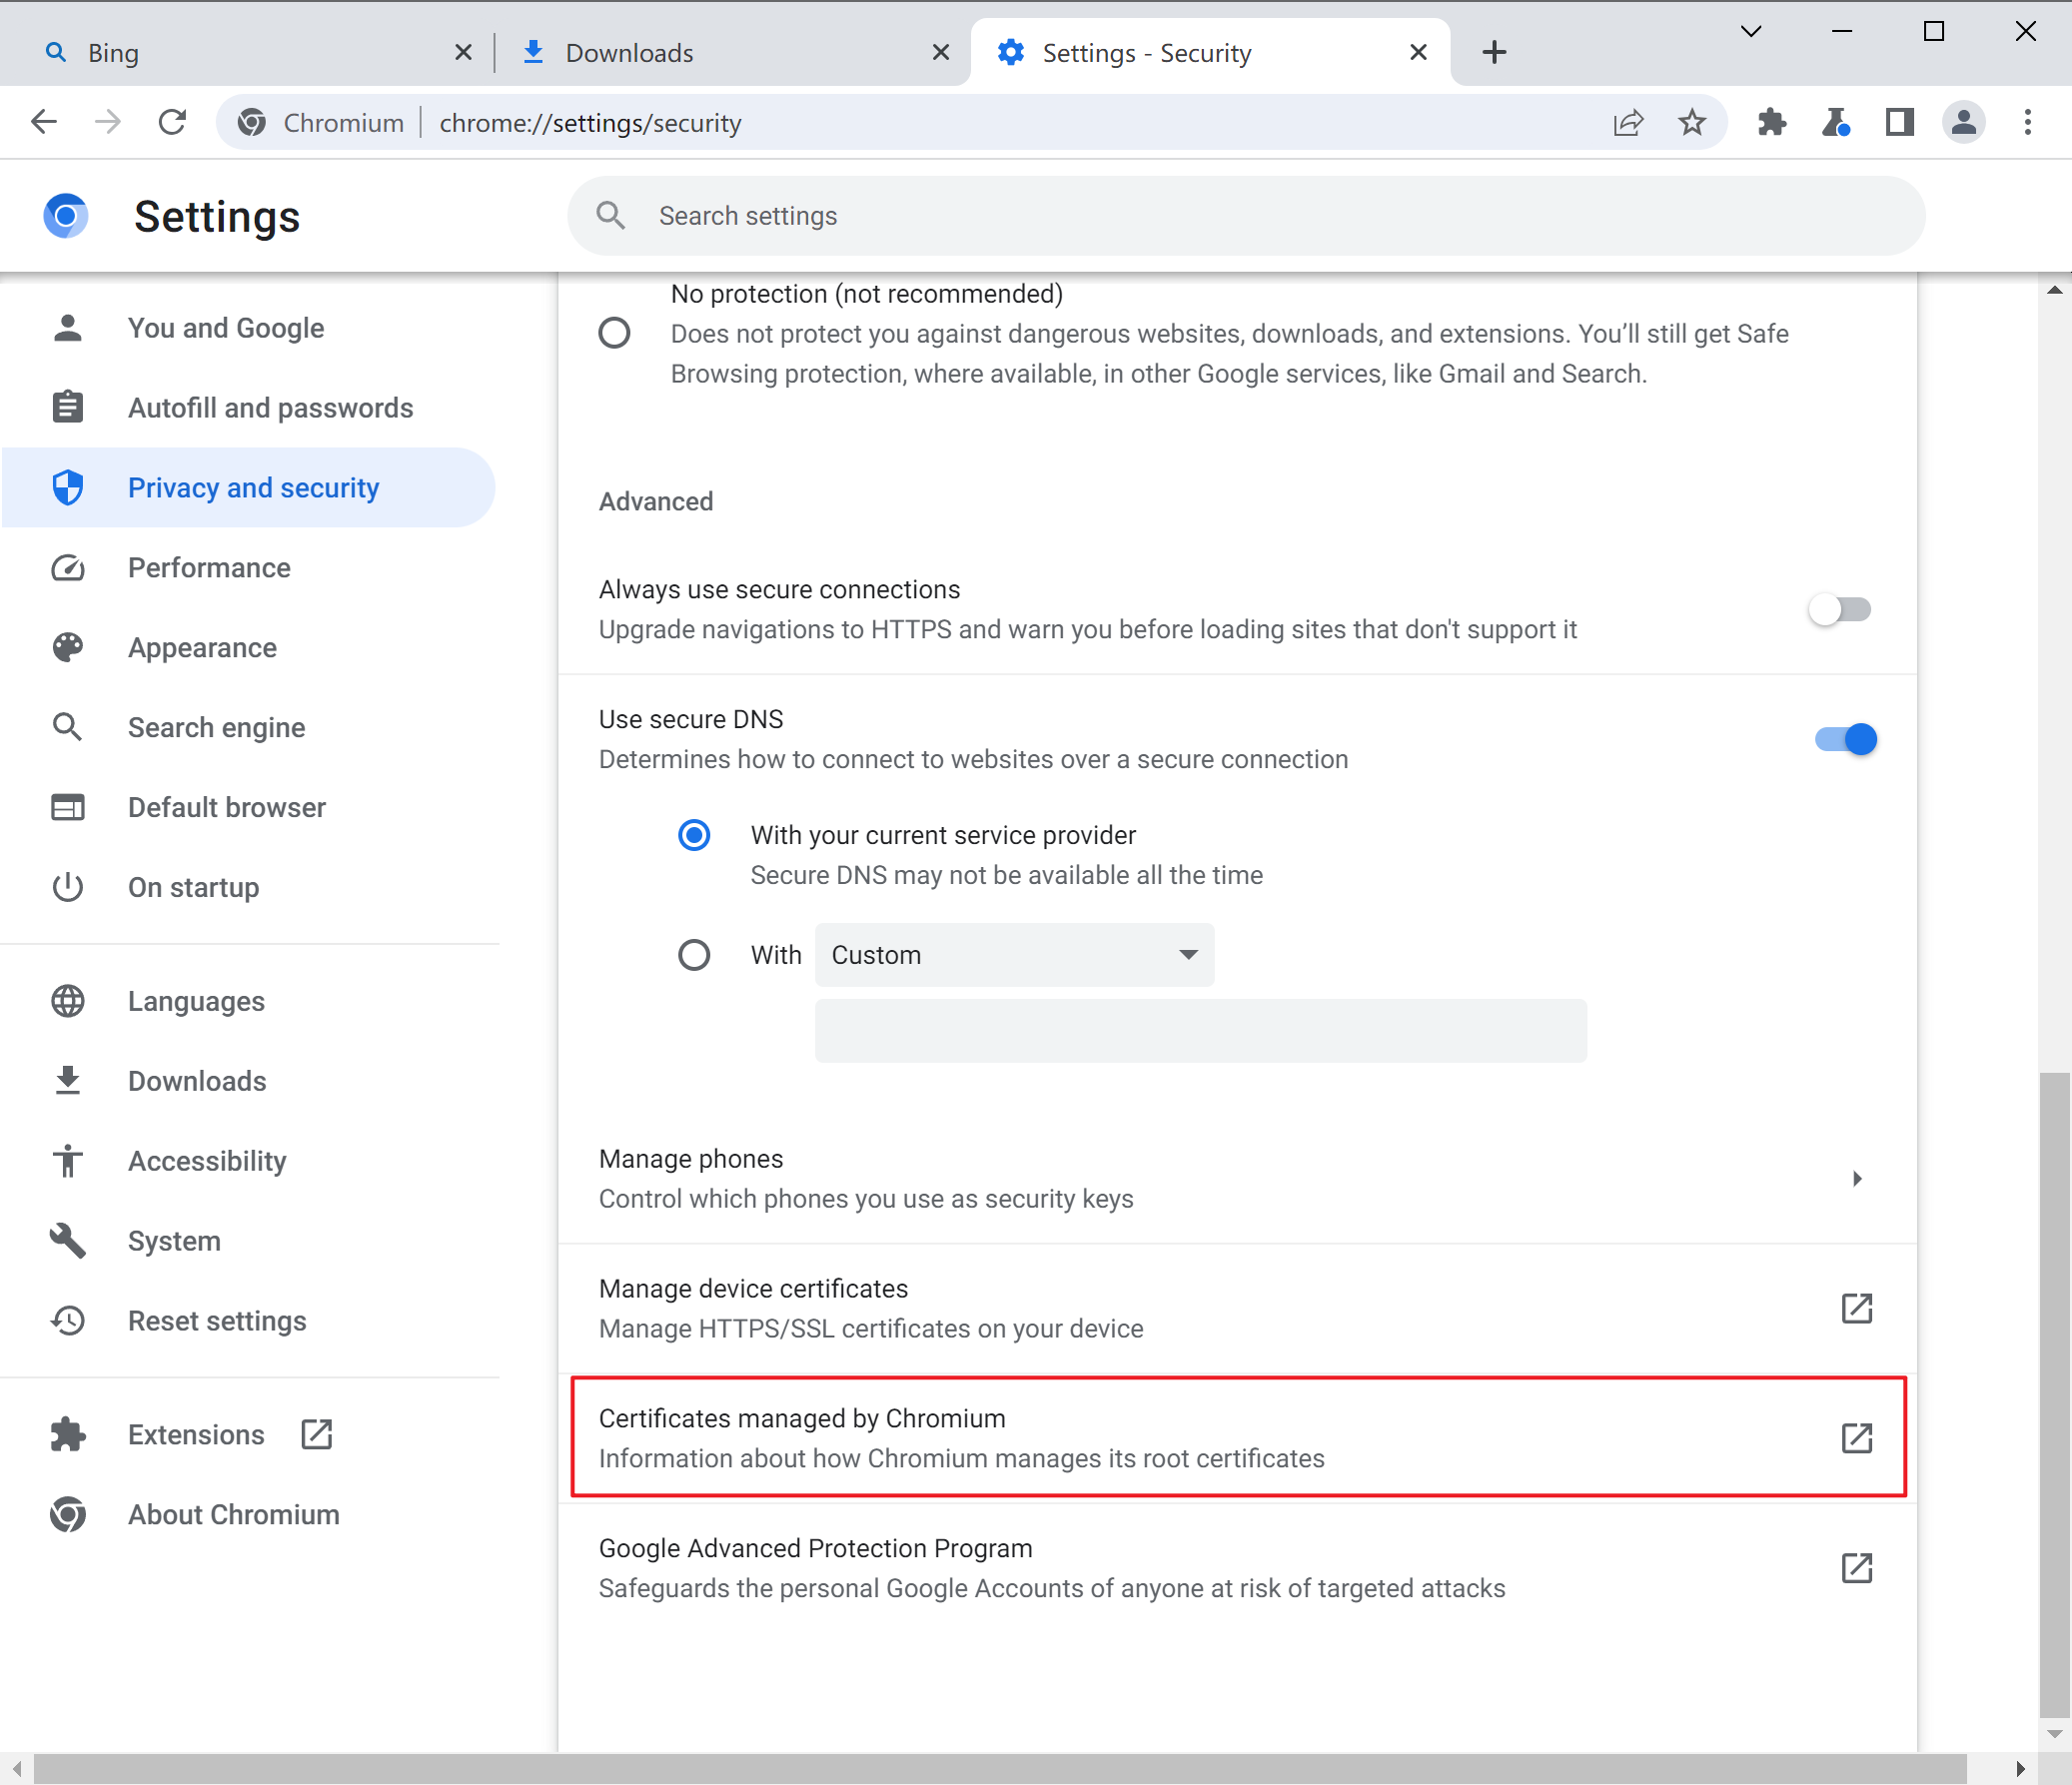 Bing
Downloads
Settings - Security
Chromium
chrome://settings/security
Settings
Search settings
You and Google
Autofill and passwords
Privacy and security
Performance
Appearance
Search engine
Default browser
On startup
Languages
Downloads
Accessibility
System
Reset settings
Extensions
About Chromium
No protection (not recommended)
Does not protect you against dangerous websites, downloads, and extensions. You’ll still get Safe
Browsing protection, where available, in other Google services, like Gmail and Search.
Advanced
Always use secure connections
Upgrade navigations to HTTPS and warn you before loading sites that don't support it
Use secure DNS
Determines how to connect to websites over a secure connection
With your current service provider
Secure DNS may not be available all the time
With Custom
Manage phones
Control which phones you use as security keys
Manage device certificates
Manage HTTPS/SSL certificates on your device
Certificates managed by Chromium
Information about how Chromium manages its root certificates
Google Advanced Protection Program
Safeguards the personal Google Accounts of anyone at risk of targeted attacks